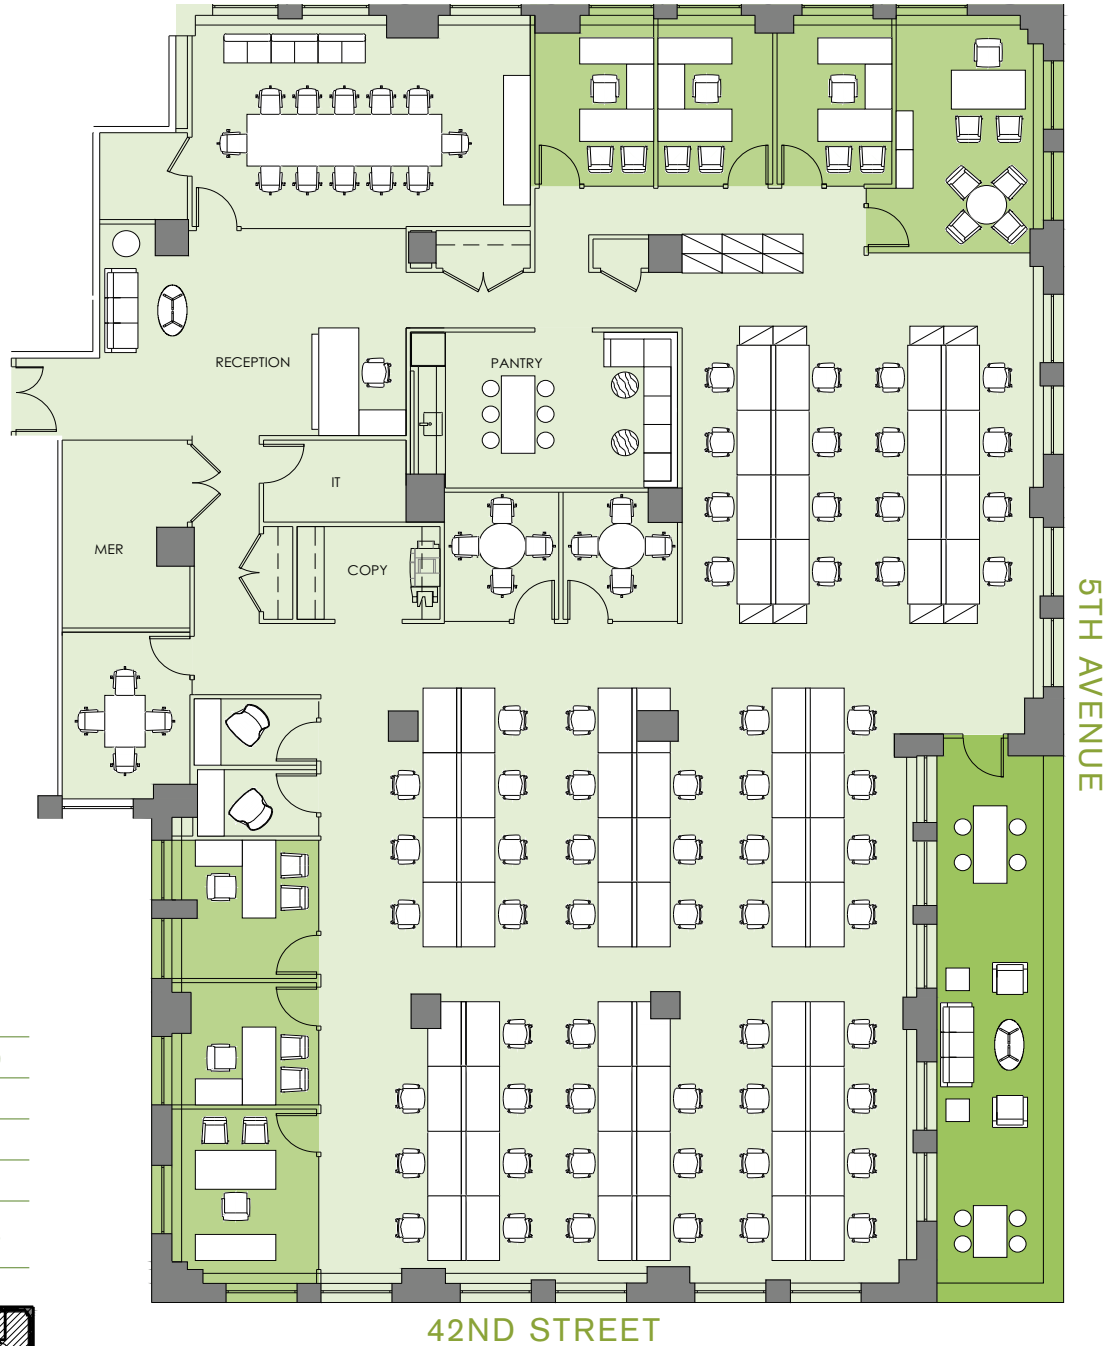 RECEPTION
PANTRY
IT
MER
COPY
5TH AVENUE
42ND STREET